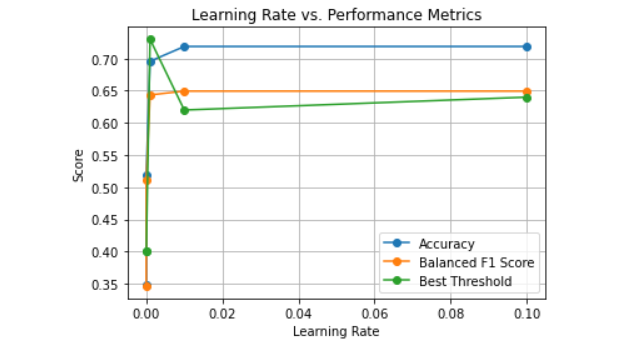 Learning Rate vs. Performance Metrics
0.70
0.65
0.60
0.55
0.50
0.45
0.40
0.35
Score
Accuracy
Balanced F1 Score
Best Threshold
0.00 0.02 0.04 0.06 0.08 0.10
Learning Rate